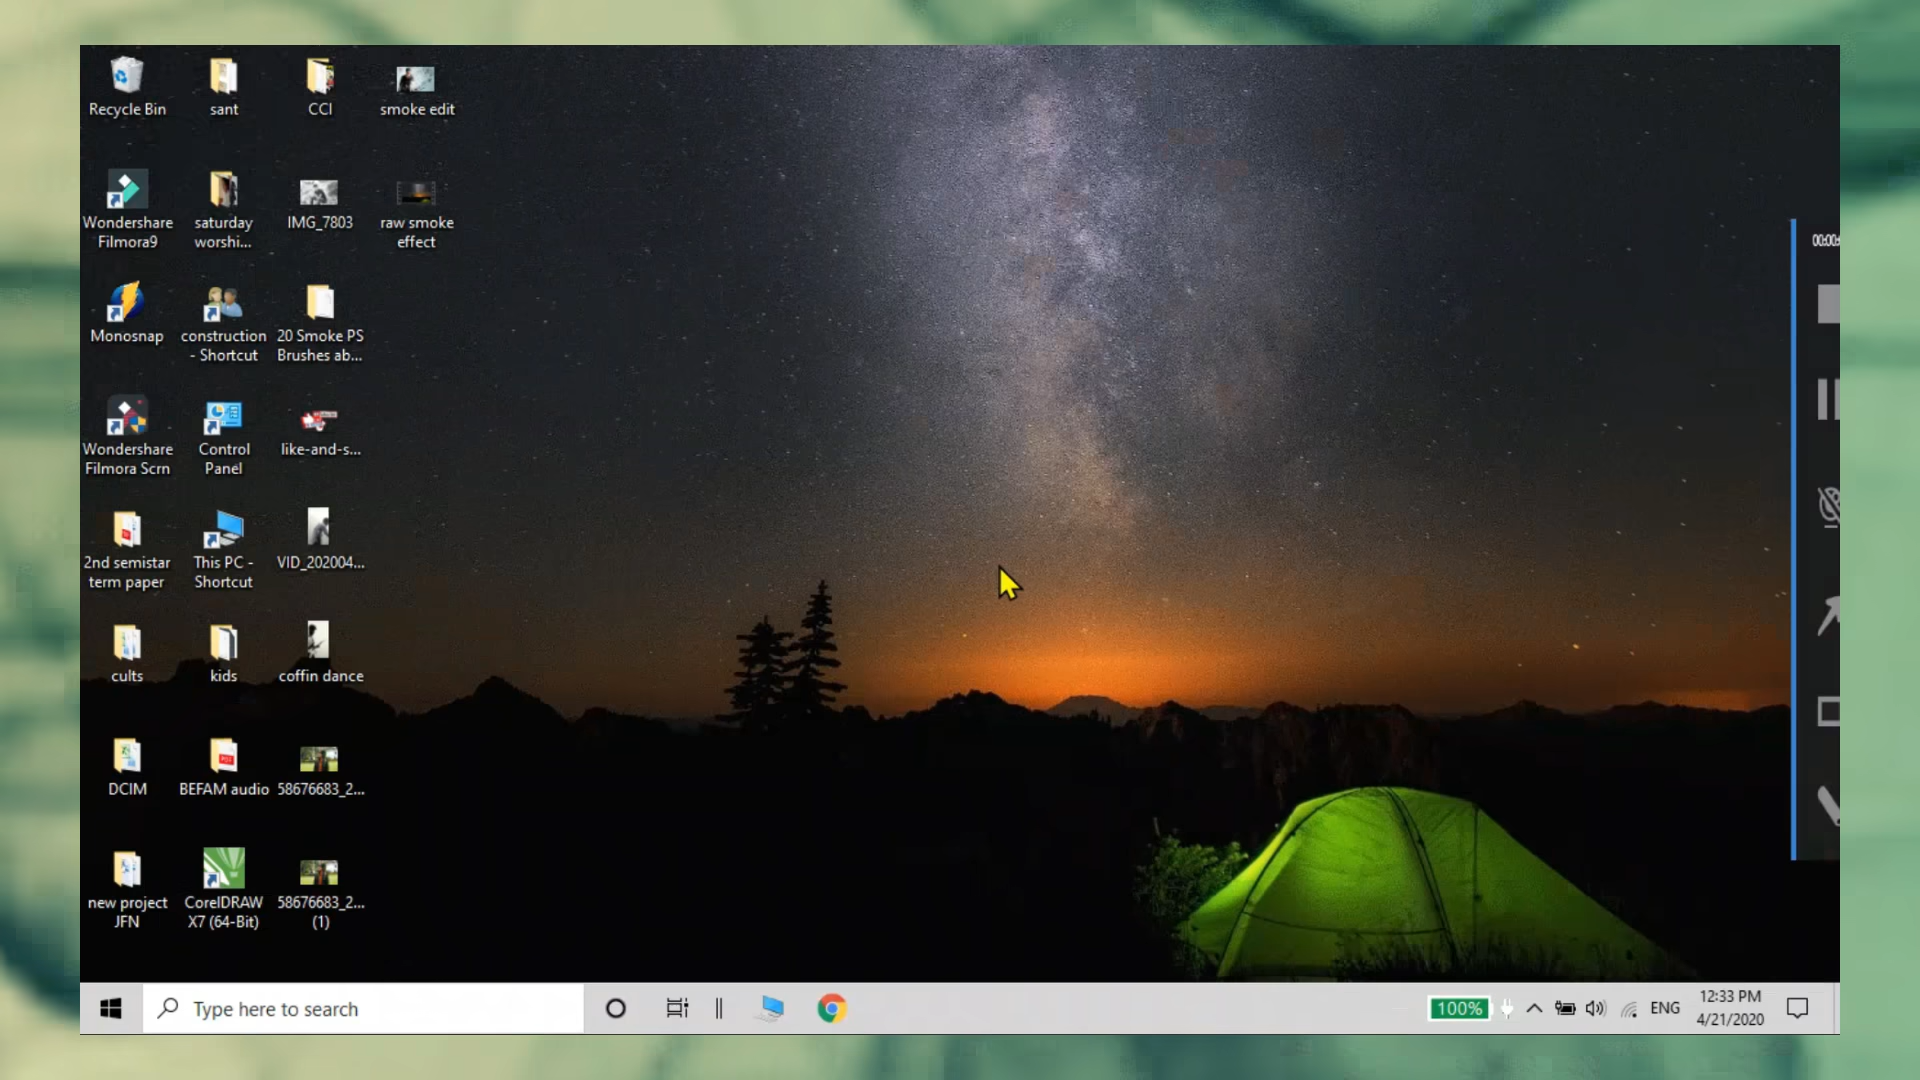 Recycle Bin
sant
CCI
smoke edit
Wondershare
Filmora9
saturday
worshi...
IMG_7803
raw smoke
effect
Monosnap
construction
- Shortcut
20 Smoke PS
Brushes ab...
Wondershare
Filmora Scrn
Control
Panel
like-and-s...
2nd semistar
term paper
This PC -
Shortcut
VID_202004...
cults
kids
coffin dance
DCIM
BEFAM audio
58676683_2...
new project
JFN
CorelDRAW
X7 (64-Bit)
58676683_2...
(1)
00:00:
Type here to search
100%
ENG
12:33 PM
4/21/2020